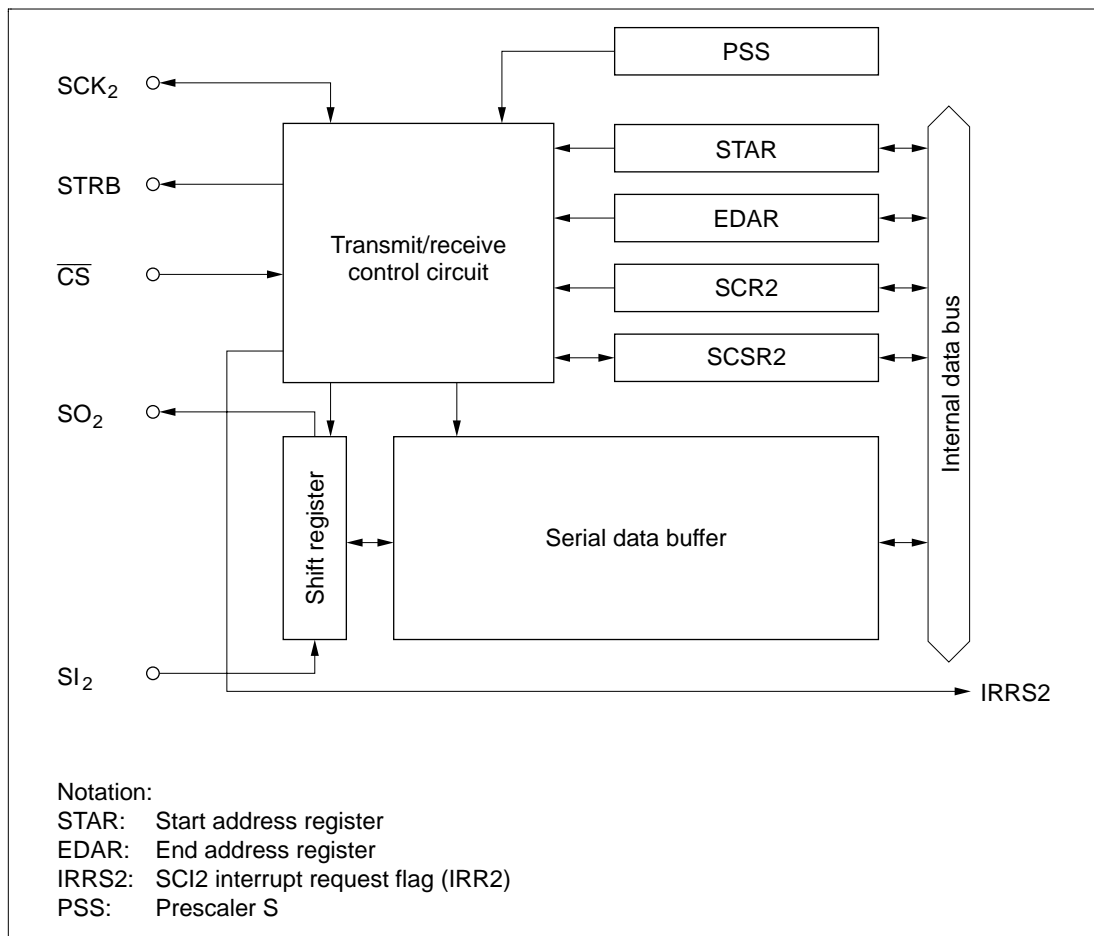 PSS
SCK2
STAR
STRB
EDAR
Transmit/receive
control circuit
CS
SCR2
SCSR2
Internal data bus
SO2
Shift register
Serial data buffer
SI2
IRRS2
Notation:
STAR: Start address register
EDAR: End address register
IRRS2: SCI2 interrupt request flag (IRR2)
PSS: Prescaler S